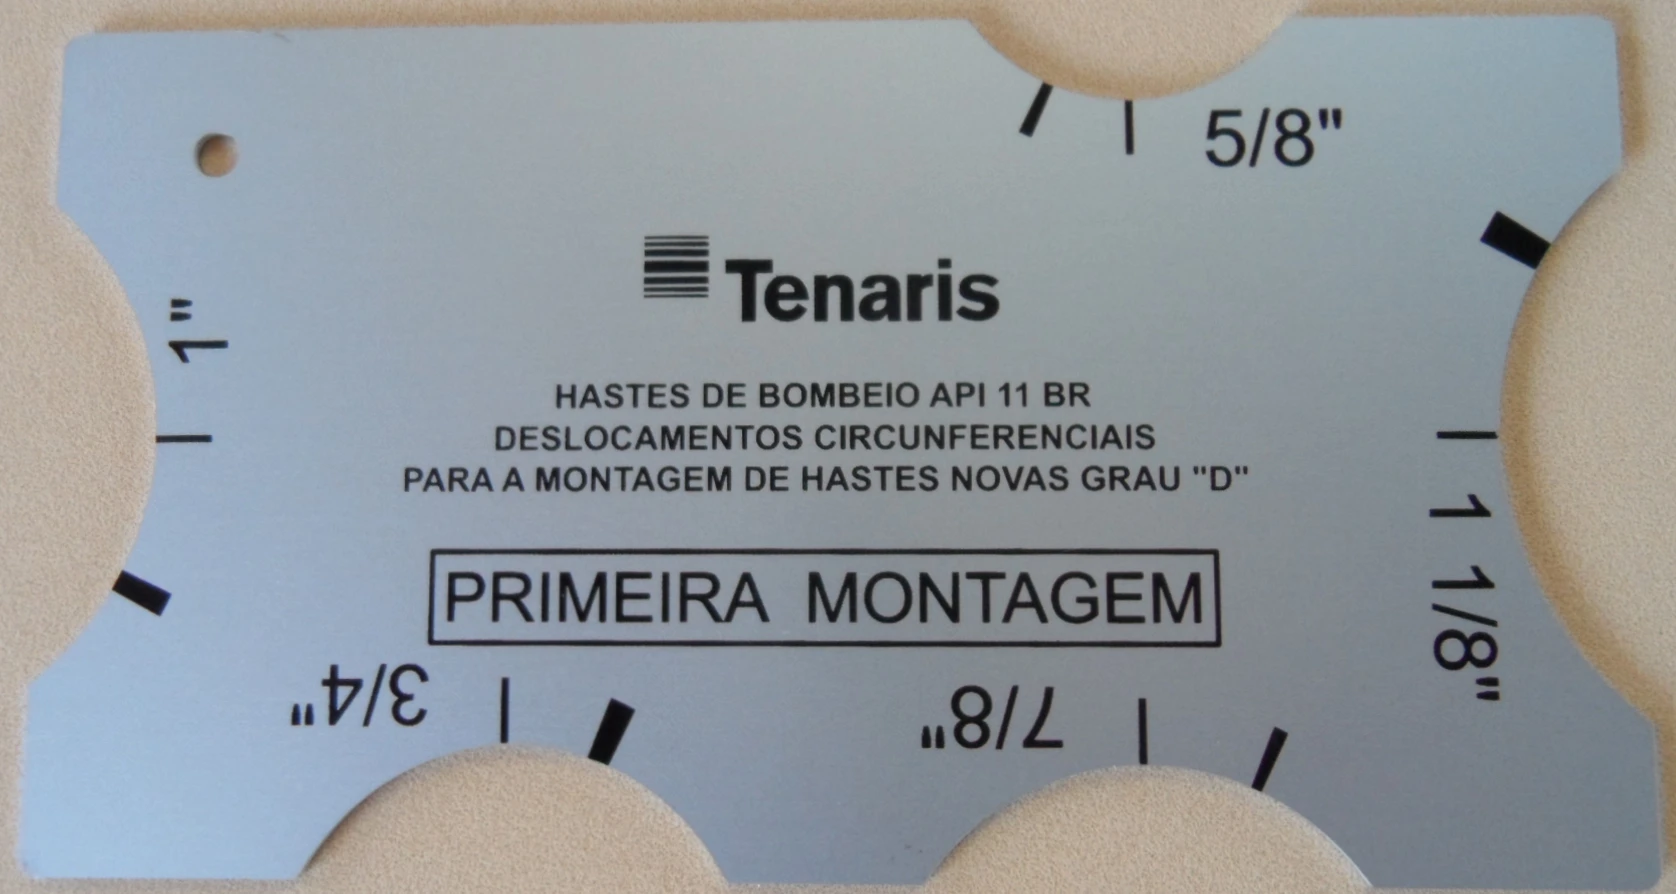 5/8"
Tenaris
1"
HASTES DE BOMBEIO API 11 BR
DESLOCAMENTOS CIRCUNFERENCIAIS
PARA A MONTAGEM DE HASTES NOVAS GRAU "D"
1 1/8"
PRIMEIRA MONTAGEM
3/4"
7/8"